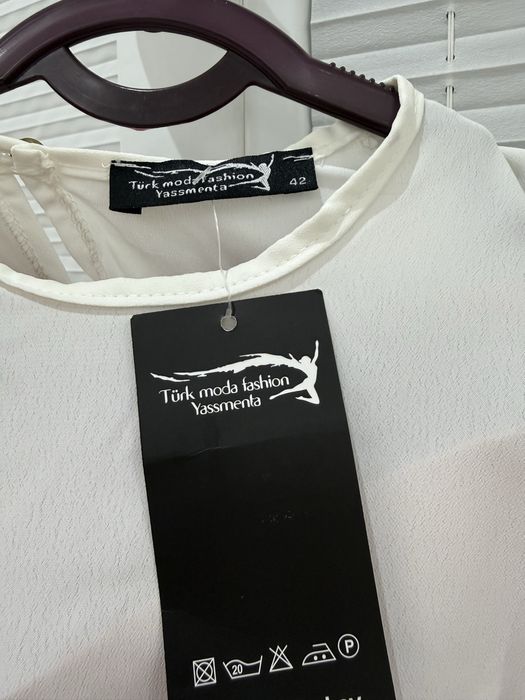 Türk moda fashion
Yassmenta
42
Türk moda fashion
Yassmenta
20
P